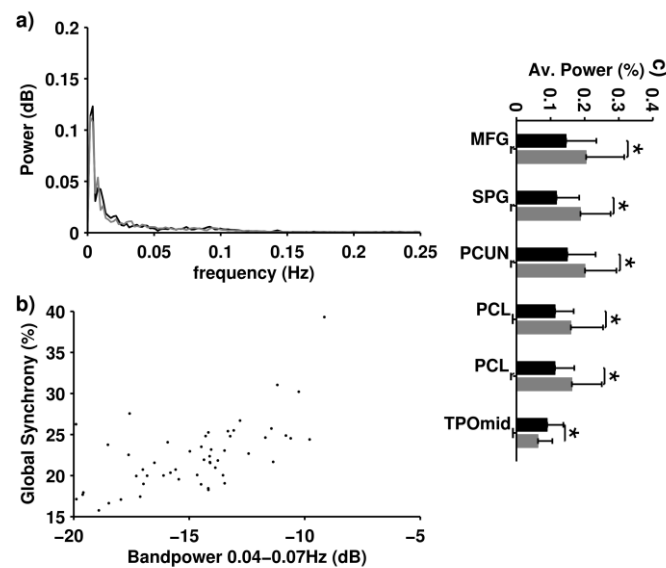 a)
0.2
0.15
0.1
0.05
0
Power (dB)
0 0.05 0.1 0.15 0.2 0.25
frequency (Hz)
b)
40
35
30
25
20
15
Global Synchrony (%)
−20 −15 −10 −5
Bandpower 0.04−0.07Hz (dB)
c)
Av. Power (%)
0 0.1 0.2 0.3 0.4
MFG
*
SPG
*
PCUN
*
PCL
*
PCL
*
TPOmid
*